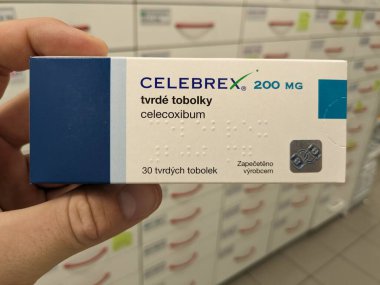 CELEBREX® 200 MG
tvrdé tobolky
celecoxibum
Zapečetěno
výrobcem
30 tvrdých tobolek